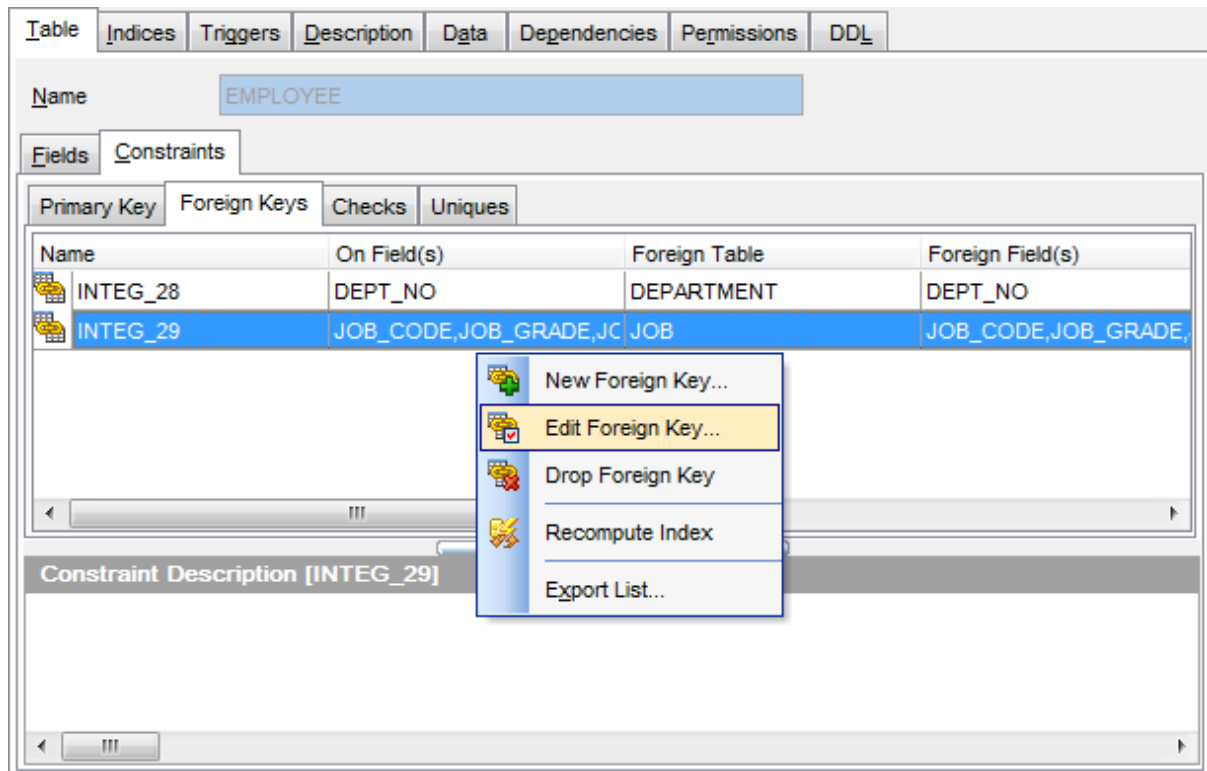 Table Indices Triggers Description Data Dependencies Permissions DDL
Name EMPLOYEE
Fields Constraints
Primary Key Foreign Keys Checks Uniques
Name On Field(s) Foreign Table Foreign Field(s)
INTEG_28 DEPT_NO DEPARTMENT DEPT_NO
INTEG_29 JOB_CODE,JOB_GRADE,JC JOB JOB_CODE,JOB_GRADE,
New Foreign Key...
Edit Foreign Key...
Drop Foreign Key
Recompute Index
Export List...
Constraint Description [INTEG_29]